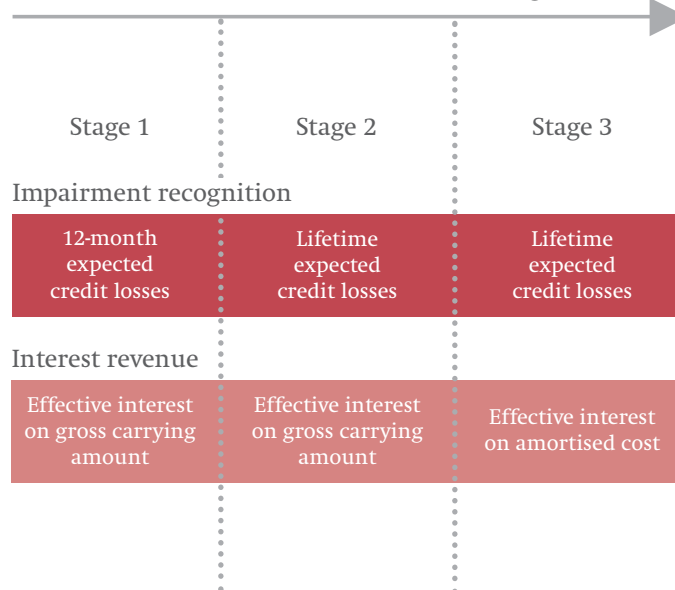 Stage 1
Stage 2
Stage 3
Impairment recognition
12-month
expected
credit losses
Lifetime
expected
credit losses
Lifetime
expected
credit losses
Interest revenue
Effective interest
on gross carrying
amount
Effective interest
on gross carrying
amount
Effective interest
on amortised cost